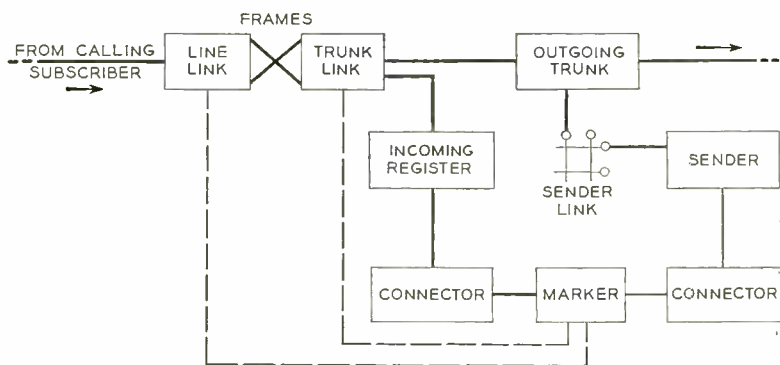 FRAMES
FROM CALLING
SUBSCRIBER
LINE
LINK
TRUNK
LINK
OUTGOING
TRUNK
INCOMING
REGISTER
SENDER
LINK
SENDER
CONNECTOR
MARKER
CONNECTOR